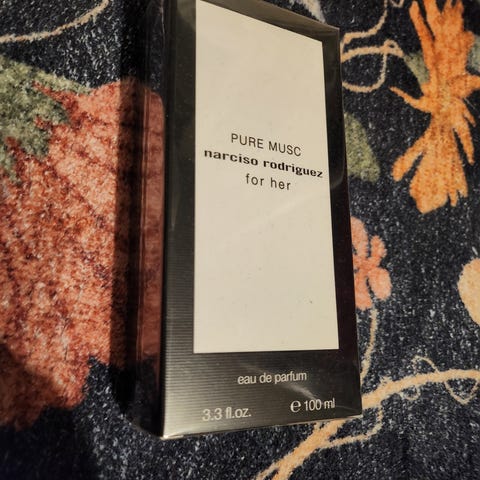 PURE MUSC
narciso rodriguez
for her
eau de parfum
3.3 fl.oz. ℮ 100 ml